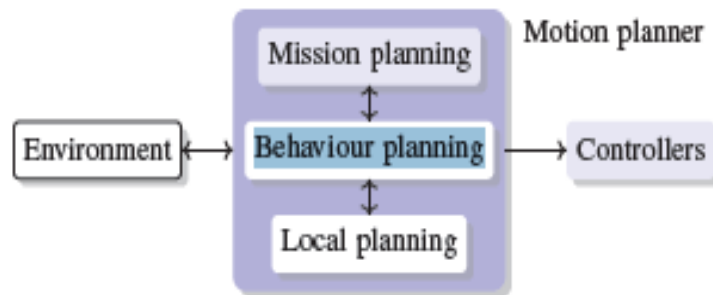 Motion planner
Mission planning
Environment
Behaviour planning
Controllers
Local planning